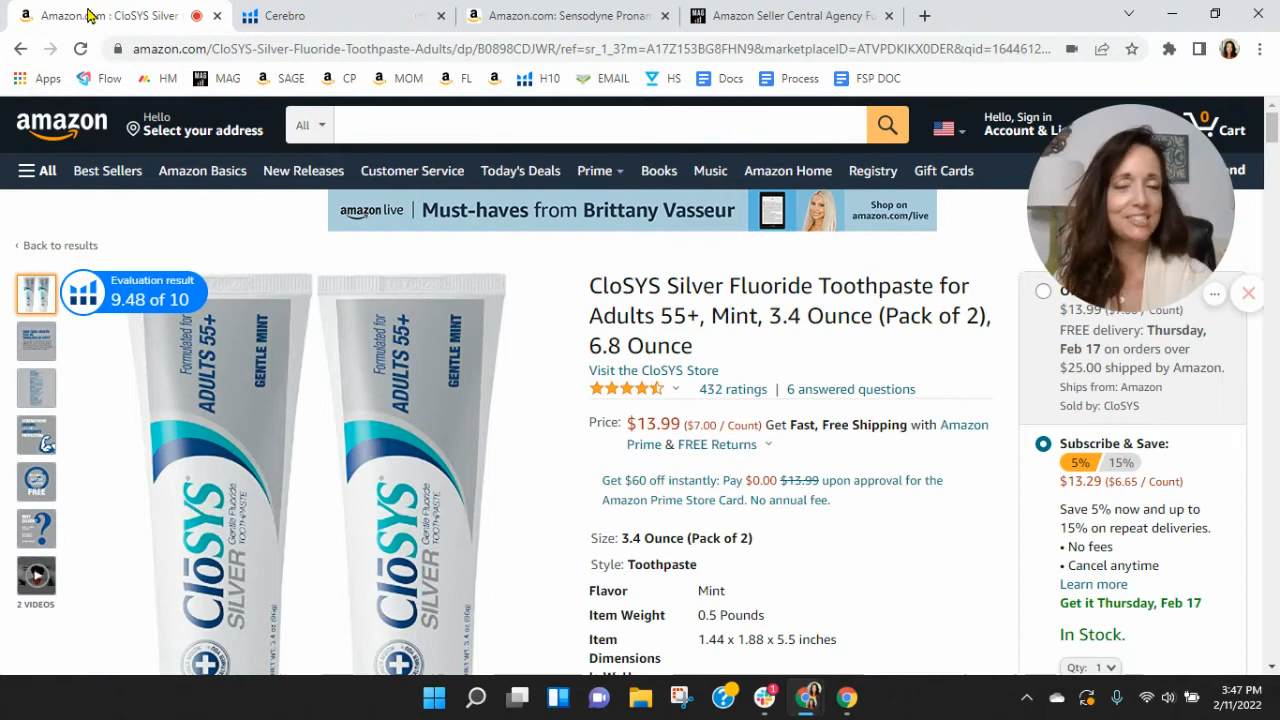 Amazon.com : CloSYS Silver
Cerebro
Amazon.com: Sensodyne Pronam
Amazon Seller Central Agency Fu
amazon.com/CloSYS-Silver-Fluoride-Toothpaste-Adults/dp/B0898CDJWR/ref=sr_1_3?m=A17Z153BG8FHN9&marketplaceID=ATVPDKIKX0DER&qid=1644612...
Apps
Flow
HM
MAG
SAGE
CP
MOM
FL
H10
EMAIL
HS
Docs
Process
FSP DOC
amazon
Hello
Select your address
All
Hello, Sign in
Account & Li
0
Cart
All
Best Sellers
Amazon Basics
New Releases
Customer Service
Today's Deals
Prime
Books
Music
Amazon Home
Registry
Gift Cards
amazon live
Must-haves from Brittany Vasseur
Shop on
amazon.com/live
‹ Back to results
Evaluation result
9.48 of 10
2 VIDEOS
Formulated for
ADULTS 55+
GENTLE MINT
CloSYS
SILVER
Gentle Fluoride
TOOTHPASTE
Formulated for
ADULTS 55+
GENTLE MINT
CloSYS
SILVER
Gentle Fluoride
TOOTHPASTE
CloSYS Silver Fluoride Toothpaste for
Adults 55+, Mint, 3.4 Ounce (Pack of 2),
6.8 Ounce
Visit the CloSYS Store
432 ratings | 6 answered questions
Price: $13.99 ($7.00 / Count) Get Fast, Free Shipping with Amazon
Prime & FREE Returns
Get $60 off instantly: Pay $0.00 $13.99 upon approval for the
Amazon Prime Store Card. No annual fee.
Size: 3.4 Ounce (Pack of 2)
Style: Toothpaste
Flavor Mint
Item Weight 0.5 Pounds
Item 1.44 x 1.88 x 5.5 inches
Dimensions
$13.99
FREE delivery: Thursday,
Feb 17 on orders over
$25.00 shipped by Amazon.
Ships from: Amazon
Sold by: CloSYS
Subscribe & Save:
5% 15%
$13.29 ($6.65 / Count)
Save 5% now and up to
15% on repeat deliveries.
• No fees
• Cancel anytime
Learn more
Get it Thursday, Feb 17
In Stock.
Qty: 1
1
3:47 PM
2/11/2022